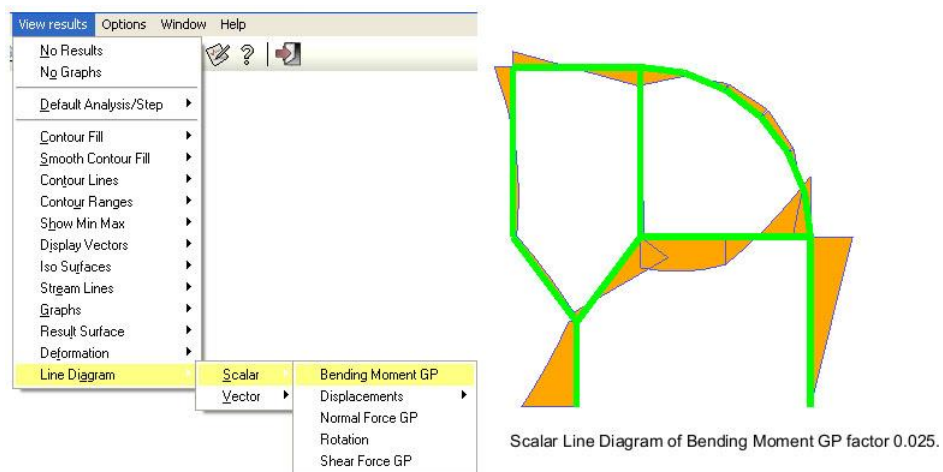 View results Options Window Help
No Results
No Graphs
Default Analysis/Step
Contour Fill
Smooth Contour Fill
Contour Lines
Contour Ranges
Show Min Max
Display Vectors
Iso Surfaces
Stream Lines
Graphs
Result Surface
Deformation
Line Diagram
Scalar
Vector
Bending Moment GP
Displacements
Normal Force GP
Rotation
Shear Force GP
Scalar Line Diagram of Bending Moment GP factor 0.025.